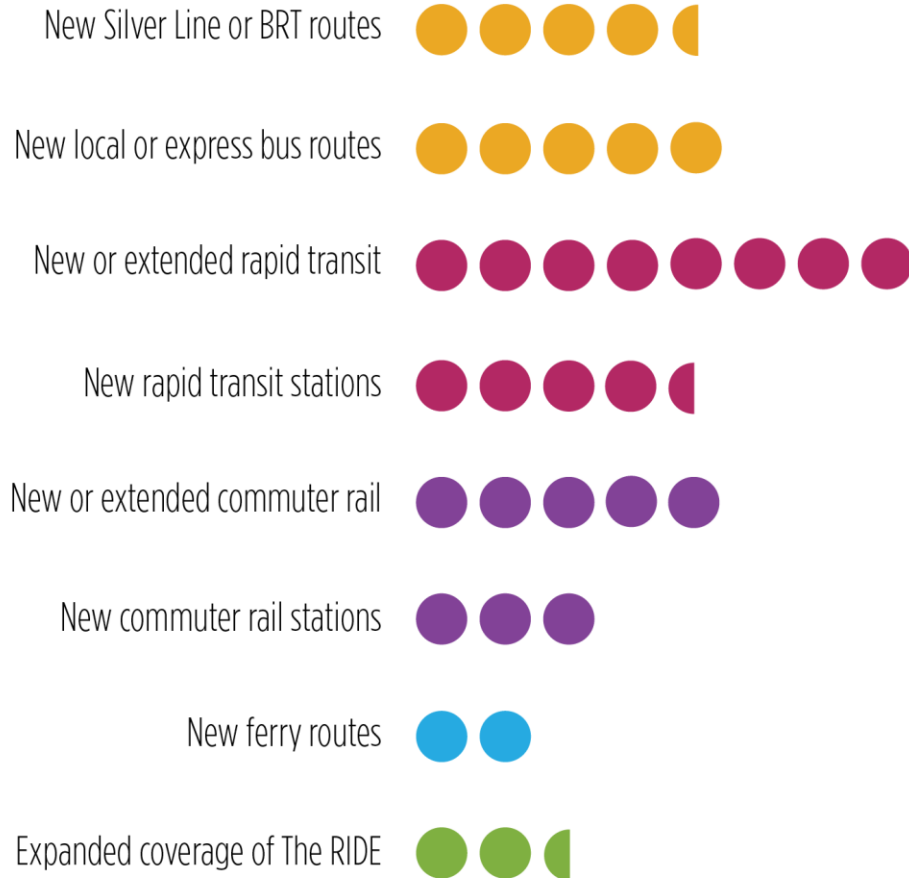 New Silver Line or BRT routes
New local or express bus routes
New or extended rapid transit
New rapid transit stations
New or extended commuter rail
New commuter rail stations
New ferry routes
Expanded coverage of The RIDE